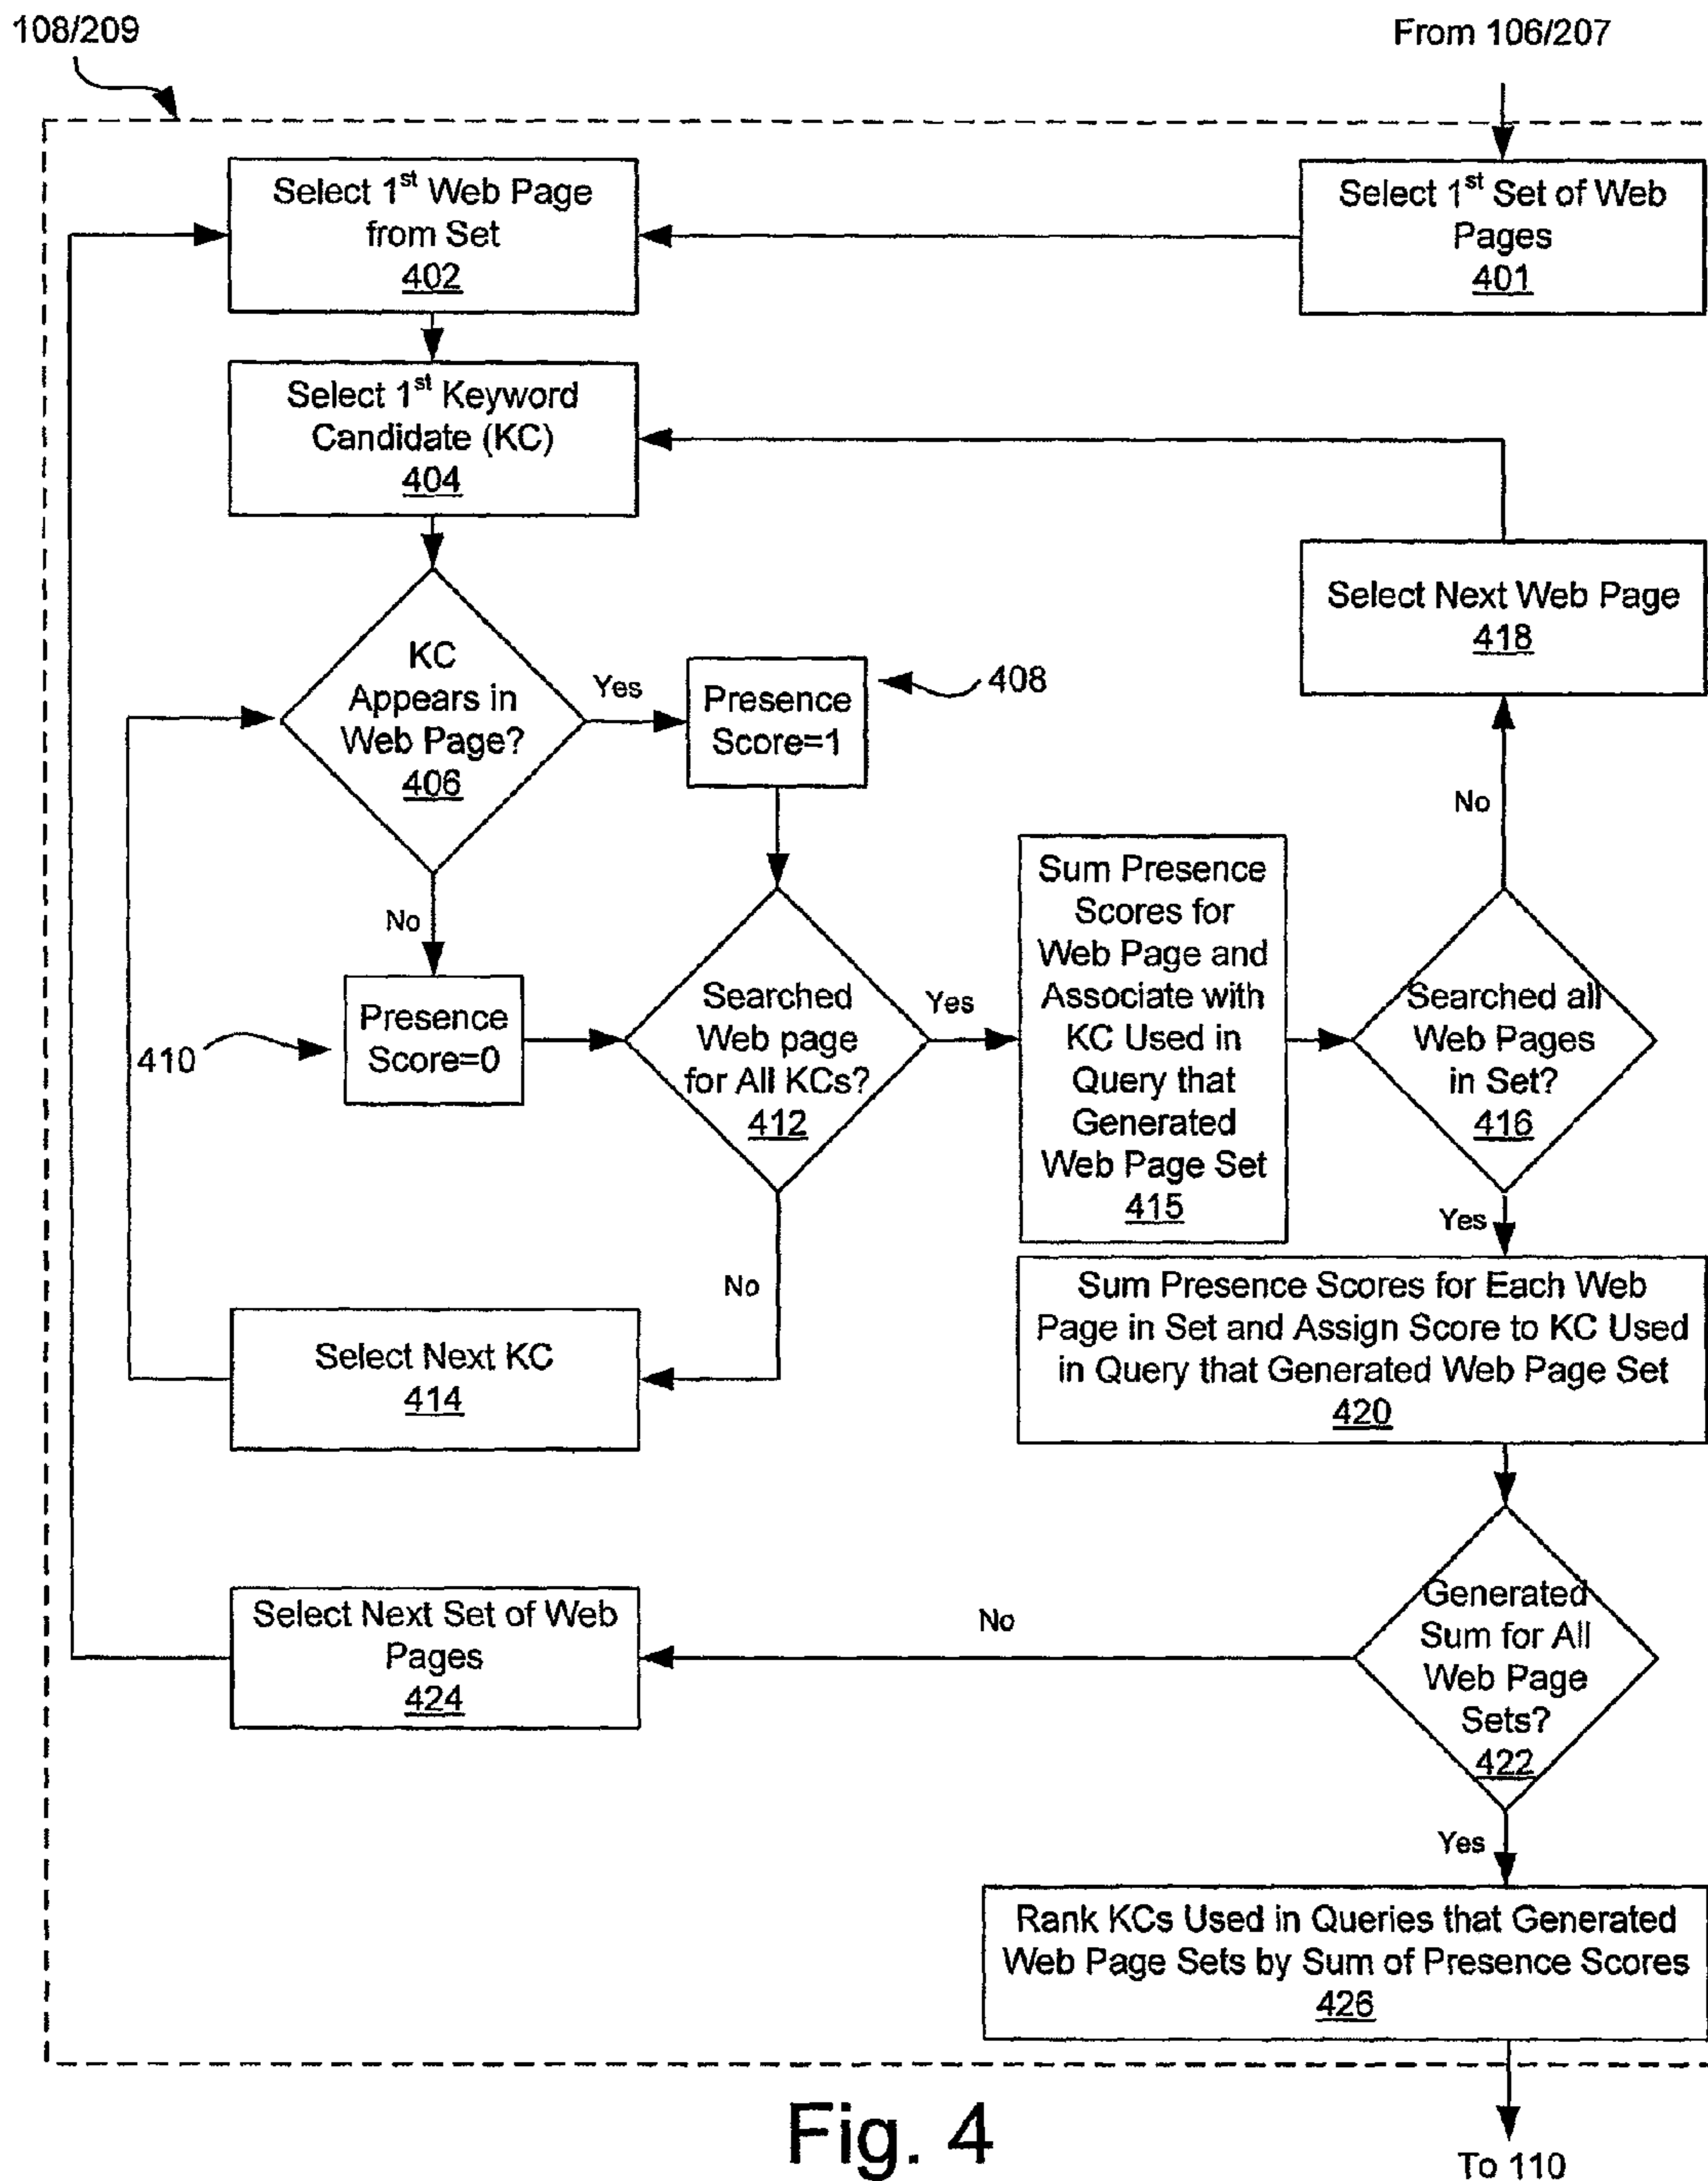 108/209
From 106/207
Select 1st Web Page
from Set
402
Select 1st Set of Web
Pages
401
Select 1st Keyword
Candidate (KC)
404
Select Next Web Page
418
KC
Appears in
Web Page?
406
Yes
Presence
Score=1
408
No
No
Presence
Score=0
410
Searched
Web page
for All KCs?
412
Yes
Sum Presence
Scores for
Web Page and
Associate with
KC Used in
Query that
Generated
Web Page Set
415
Searched all
Web Pages
in Set?
416
Yes
No
Select Next KC
414
Sum Presence Scores for Each Web
Page in Set and Assign Score to KC Used
in Query that Generated Web Page Set
420
Select Next Set of Web
Pages
424
No
Generated
Sum for All
Web Page
Sets?
422
Yes
Rank KCs Used in Queries that Generated
Web Page Sets by Sum of Presence Scores
426
Fig. 4
To 110